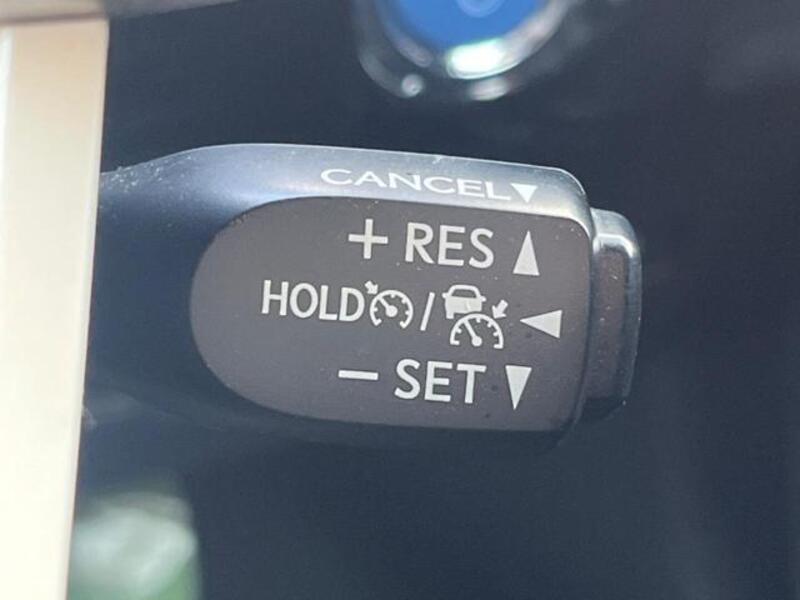 CANCEL▼
+ RES ▲
HOLD / ◀
− SET ▼